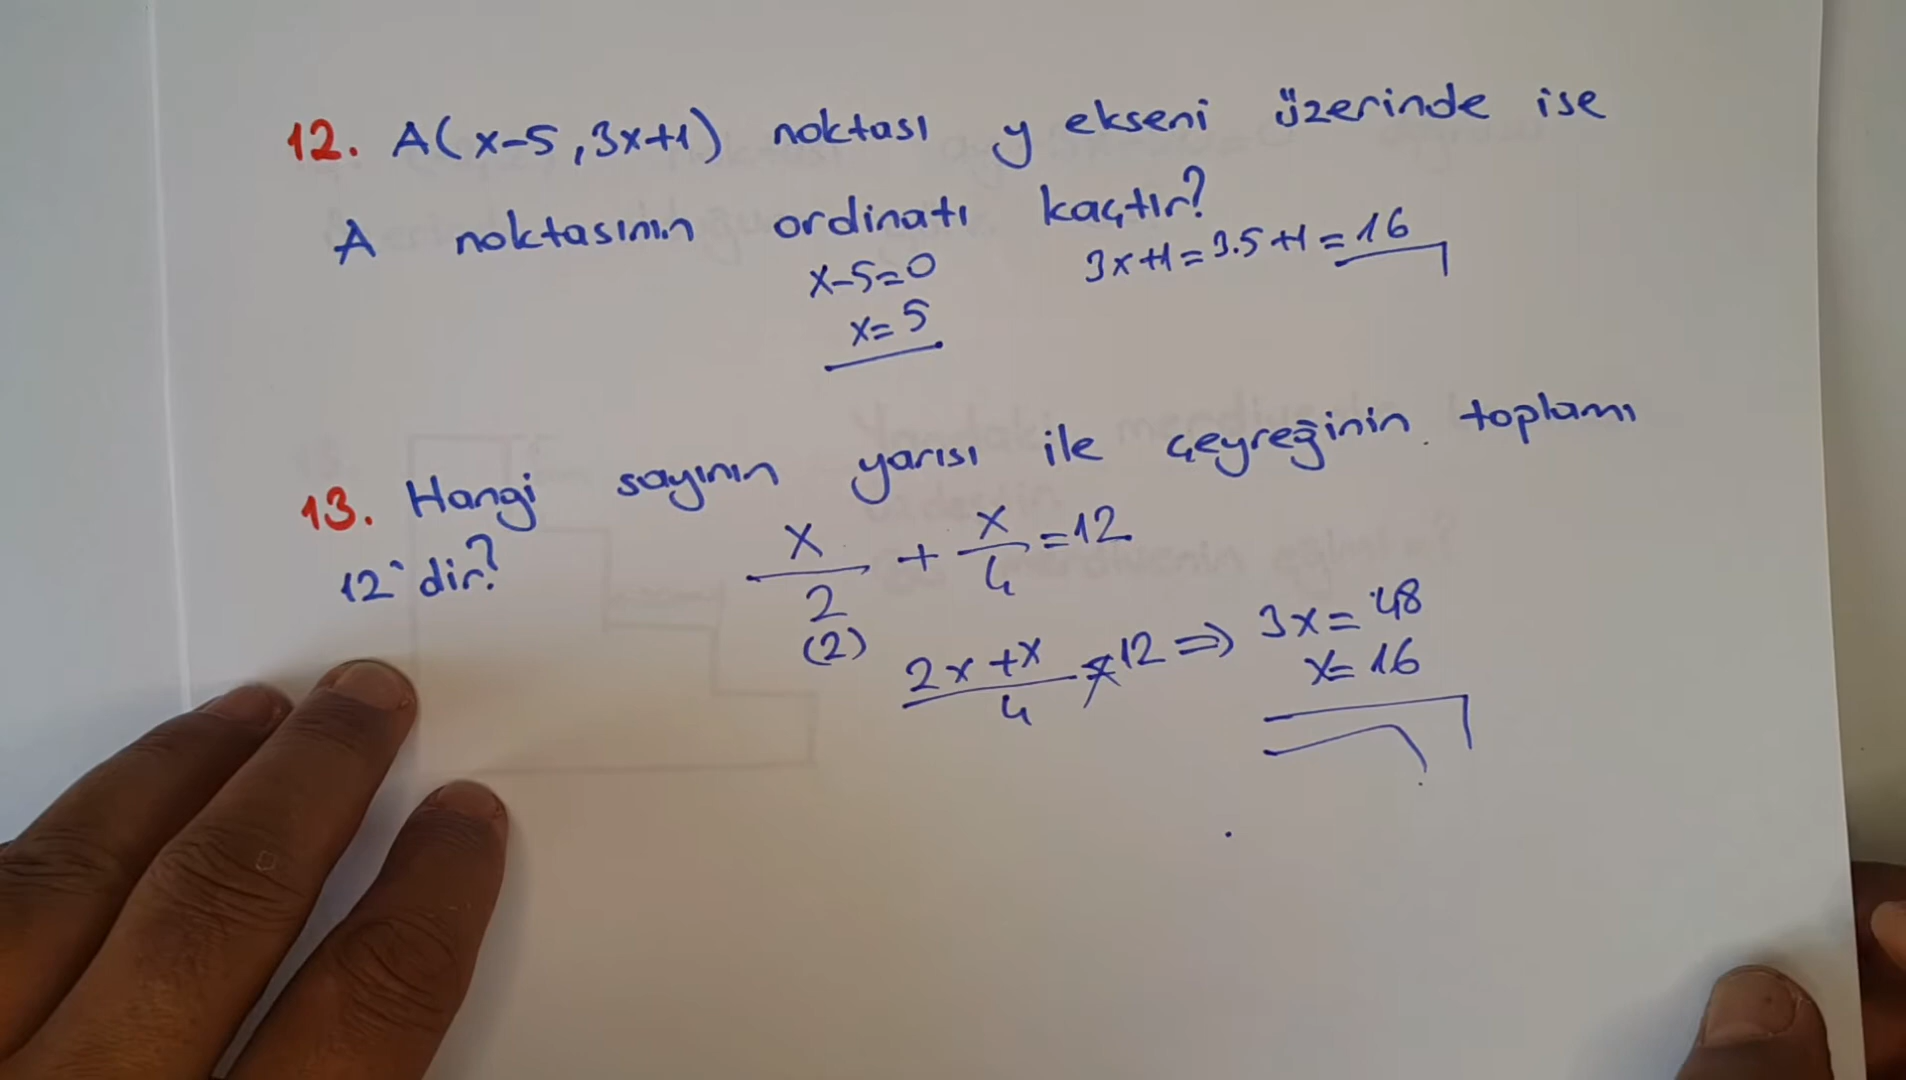 12. A(x-5,3x+1) noktası y ekseni üzerinde ise
A noktasının ordinatı kaçtır?
3x+1=3.5+1=16
x-5=0
x=5
13. Hangi sayının yarısı ile çeyreğinin toplamı
12'dir?
x/2 + x/4 =12
(2)
2x+x/4 = 12 ⇒ 3x=48
x=16